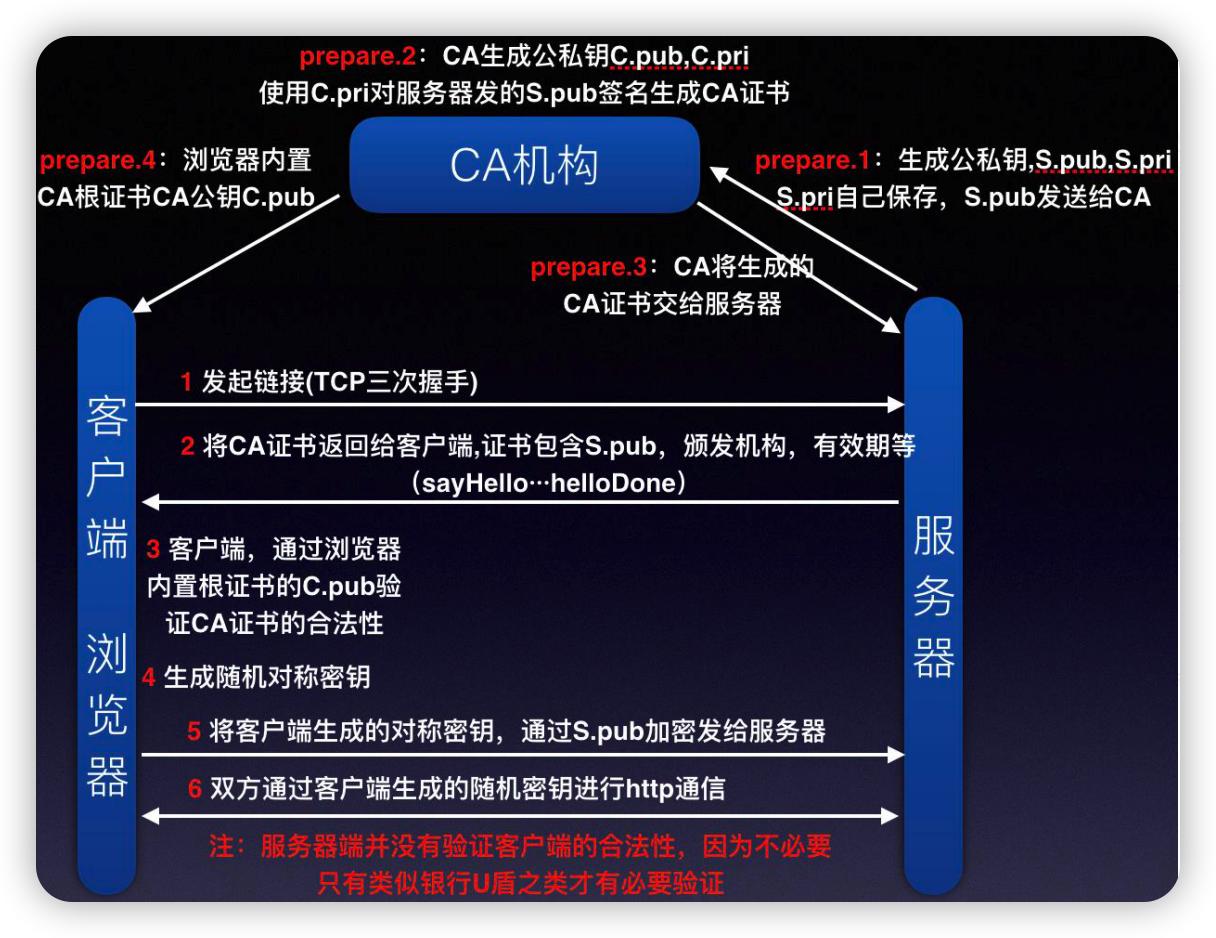 prepare.2：CA生成公私钥C.pub,C.pri
使用C.pri对服务器发的S.pub签名生成CA证书
prepare.4：浏览器内置
CA根证书CA公钥C.pub
CA机构
prepare.1：生成公私钥,S.pub,S.pri
S.pri自己保存，S.pub发送给CA
prepare.3：CA将生成的
CA证书交给服务器
客户端 浏览器
服务器
1 发起链接(TCP三次握手)
2 将CA证书返回给客户端,证书包含S.pub，颁发机构，有效期等
（sayHello…helloDone）
3 客户端，通过浏览器
内置根证书的C.pub验
证CA证书的合法性
4 生成随机对称密钥
5 将客户端生成的对称密钥，通过S.pub加密发给服务器
6 双方通过客户端生成的随机密钥进行http通信
注：服务器端并没有验证客户端的合法性，因为不必要
只有类似银行U盾之类才有必要验证